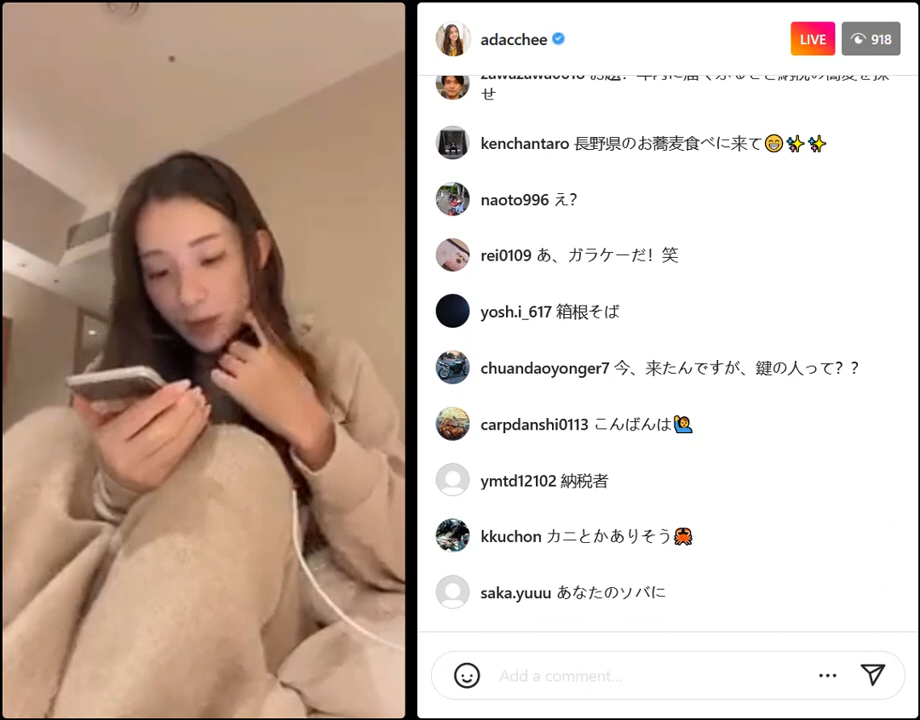 adacchee
LIVE
918
せ
kenchantaro 長野県のお蕎麦食べに来て😁✨✨
naoto996 え?
rei0109 あ、ガラケーだ！笑
yosh.i_617 箱根そば
chuandaoyonger7 今、来たんですが、鍵の人って？？
carpdanshi0113 こんばんは🙋‍♂️
ymtd12102 納税者
kkuchon カニとかありそう🦀
saka.yuuu あなたのソバに
Add a comment...